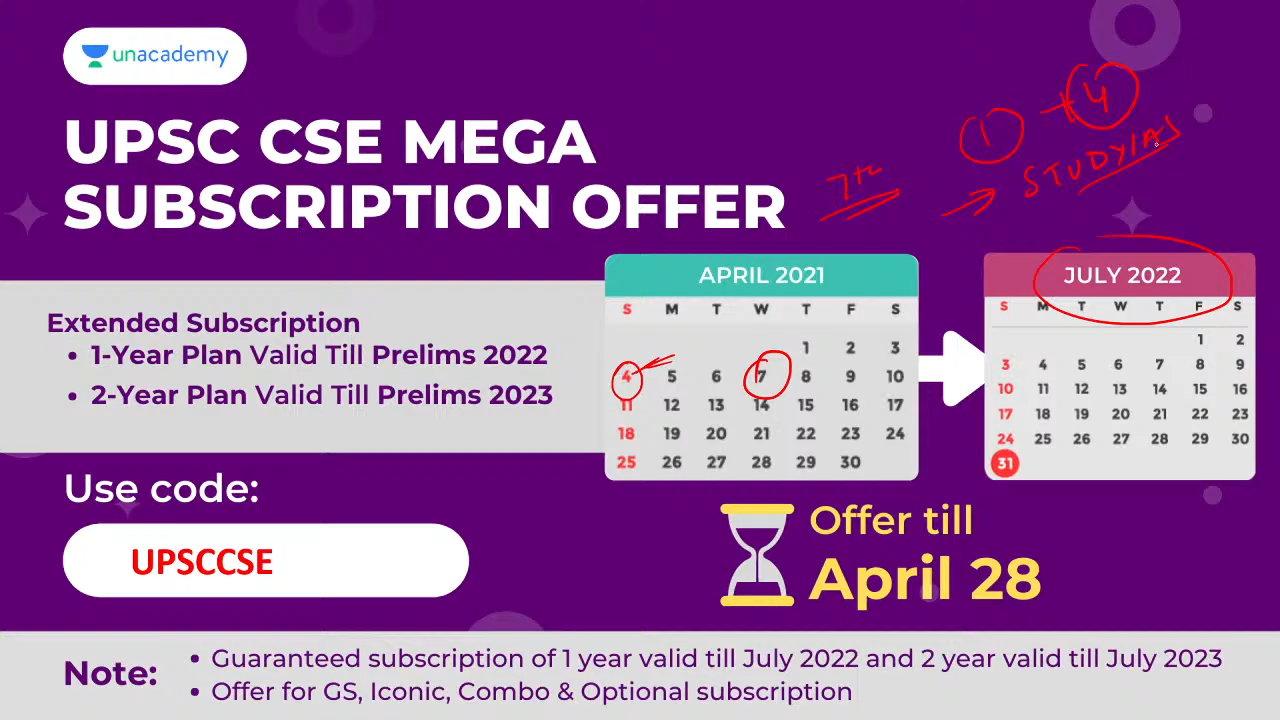 unacademy
UPSC CSE MEGA
SUBSCRIPTION OFFER
1 + 4
7th
→ STUDYIAS
Extended Subscription
• 1-Year Plan Valid Till Prelims 2022
• 2-Year Plan Valid Till Prelims 2023
APRIL 2021
S M T W T F S
1 2 3
4 5 6 7 8 9 10
11 12 13 14 15 16 17
18 19 20 21 22 23 24
25 26 27 28 29 30
JULY 2022
S M T W T F S
1 2
3 4 5 6 7 8 9
10 11 12 13 14 15 16
17 18 19 20 21 22 23
24 25 26 27 28 29 30
31
Use code:
UPSCCSE
Offer till
April 28
Note:
• Guaranteed subscription of 1 year valid till July 2022 and 2 year valid till July 2023
• Offer for GS, Iconic, Combo & Optional subscription